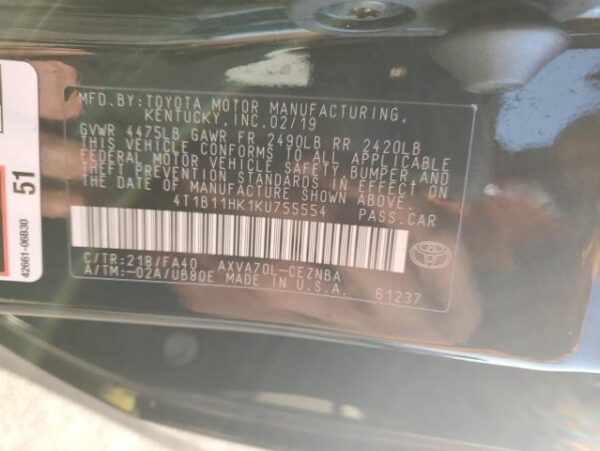 MFD.BY:TOYOTA MOTOR MANUFACTURING,
KENTUCKY,INC.02/19
GVWR 4475LB GAWR FR 2490LB RR 2420LB
THIS VEHICLE CONFORMS TO ALL APPLICABLE
FEDERAL MOTOR VEHICLE SAFETY,BUMPER,AND
THEFT PREVENTION STANDARDS IN EFFECT ON
THE DATE OF MANUFACTURE SHOWN ABOVE.
4T1B11HK1KU755554 PASS.CAR
C/TR:218/FA40 AXVA70L-CEZNBA
A/TM:-02A/UB80E MADE IN U.S.A.
61237
51
42661-06B30